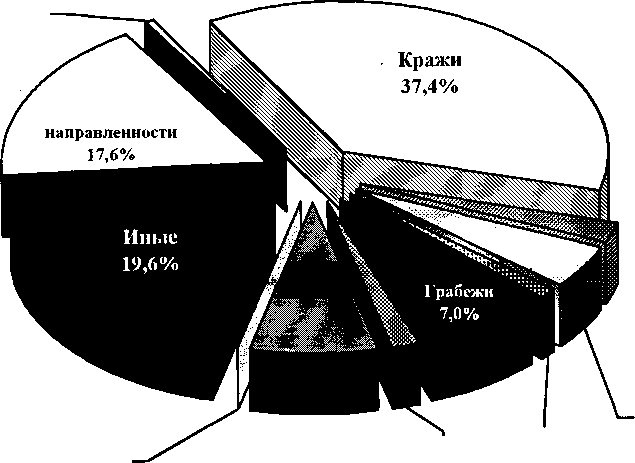 Кражи
37,4%
направленности
17,6%
Иные
19,6%
Грабежи
7,0%